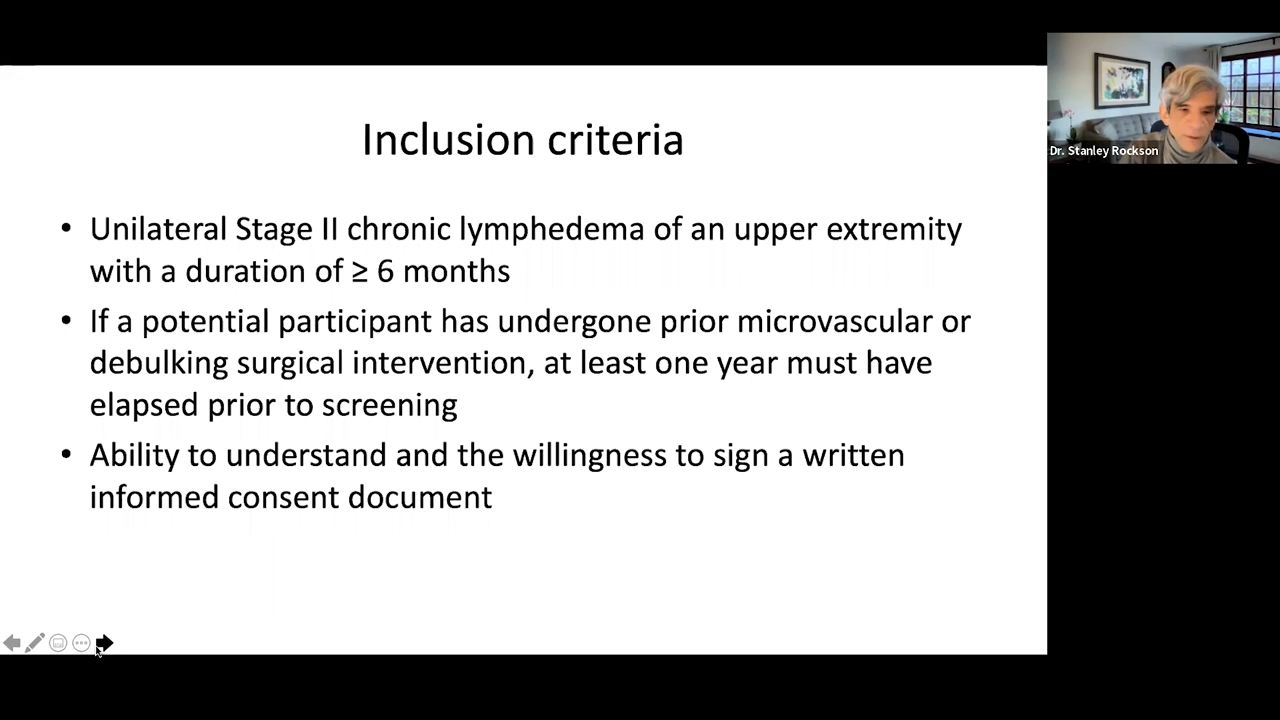 Inclusion criteria
• Unilateral Stage II chronic lymphedema of an upper extremity
with a duration of ≥ 6 months
• If a potential participant has undergone prior microvascular or
debulking surgical intervention, at least one year must have
elapsed prior to screening
• Ability to understand and the willingness to sign a written
informed consent document
Dr. Stanley Rockson